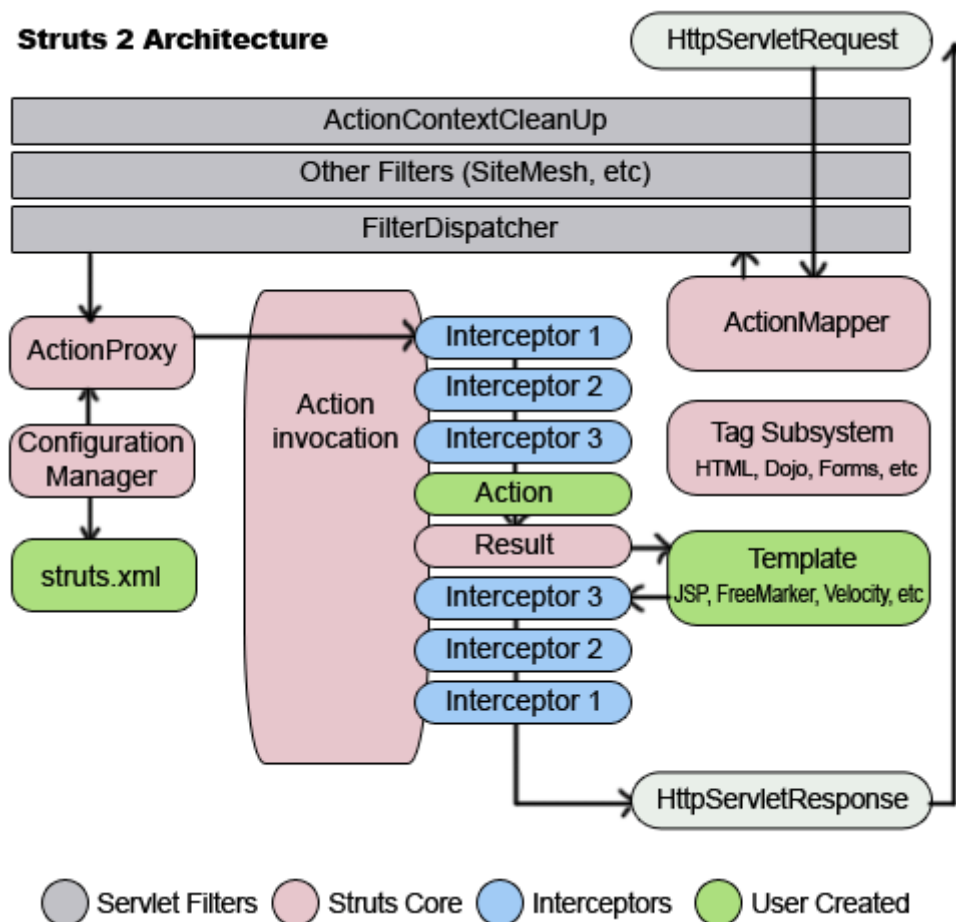 Struts 2 Architecture
HttpServletRequest
ActionContextCleanUp
Other Filters (SiteMesh, etc)
FilterDispatcher
ActionProxy
Configuration
Manager
struts.xml
Action
invocation
Interceptor 1
Interceptor 2
Interceptor 3
Action
Result
Interceptor 3
Interceptor 2
Interceptor 1
ActionMapper
Tag Subsystem
HTML, Dojo, Forms, etc
Template
JSP, FreeMarker, Velocity, etc
HttpServletResponse
Servlet Filters
Struts Core
Interceptors
User Created